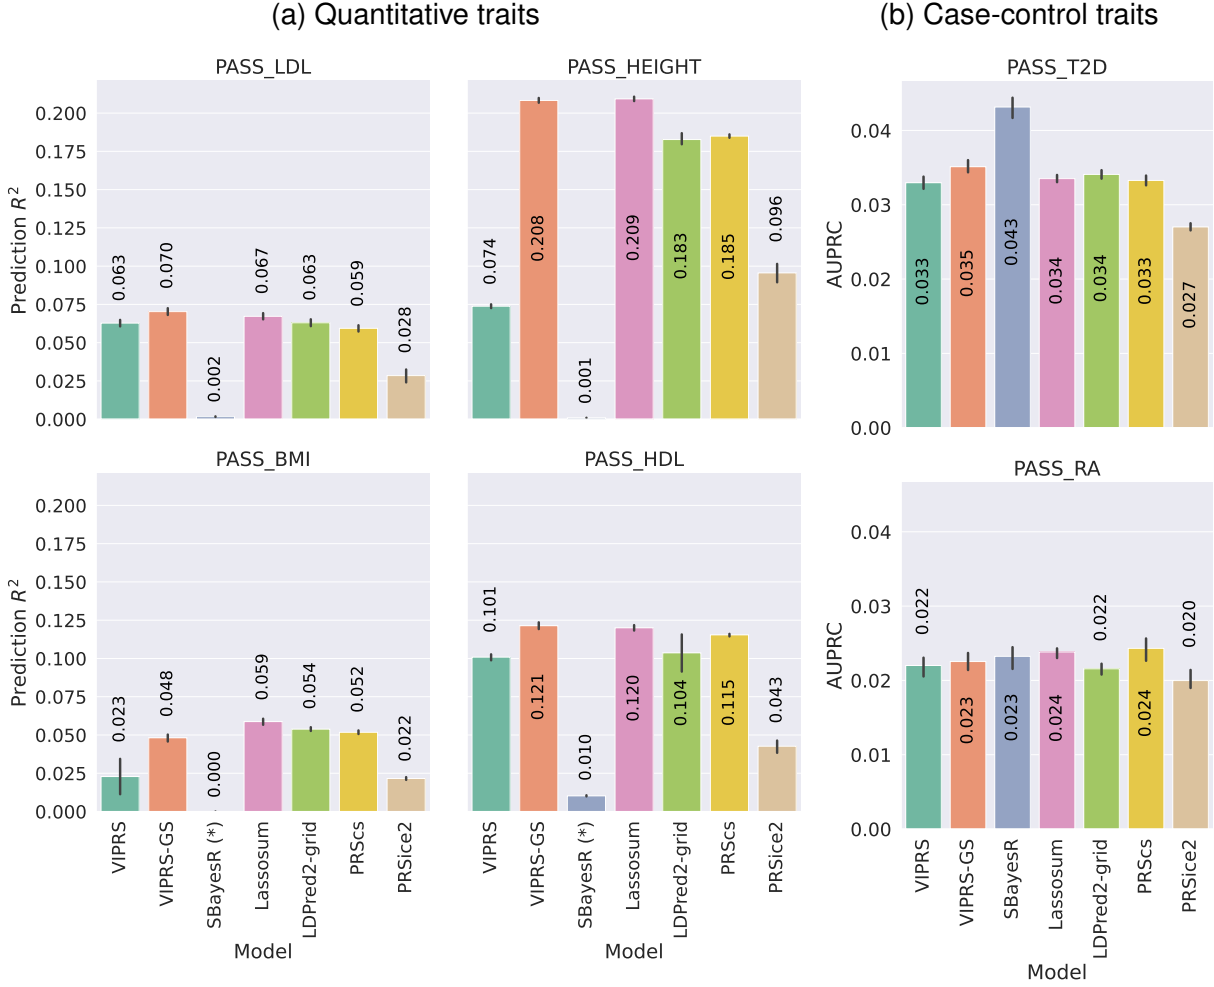 (a) Quantitative traits
(b) Case-control traits
PASS_LDL
Prediction R²
0.200
0.175
0.150
0.125
0.100
0.075
0.050
0.025
0.000
0.063
0.070
0.002
0.067
0.063
0.059
0.028
PASS_HEIGHT
0.074
0.208
0.001
0.209
0.183
0.185
0.096
PASS_T2D
AUPRC
0.04
0.03
0.02
0.01
0.00
0.033
0.035
0.043
0.034
0.034
0.033
0.027
PASS_BMI
Prediction R²
0.200
0.175
0.150
0.125
0.100
0.075
0.050
0.025
0.000
0.023
0.048
0.000
0.059
0.054
0.052
0.022
VIPRS
VIPRS-GS
SBayesR (*)
Lassosum
LDPred2-grid
PRScs
PRSice2
Model
PASS_HDL
0.101
0.121
0.010
0.120
0.104
0.115
0.043
VIPRS
VIPRS-GS
SBayesR (*)
Lassosum
LDPred2-grid
PRScs
PRSice2
Model
PASS_RA
AUPRC
0.04
0.03
0.02
0.01
0.00
0.022
0.023
0.023
0.024
0.022
0.024
0.020
VIPRS
VIPRS-GS
SBayesR
Lassosum
LDPred2-grid
PRScs
PRSice2
Model